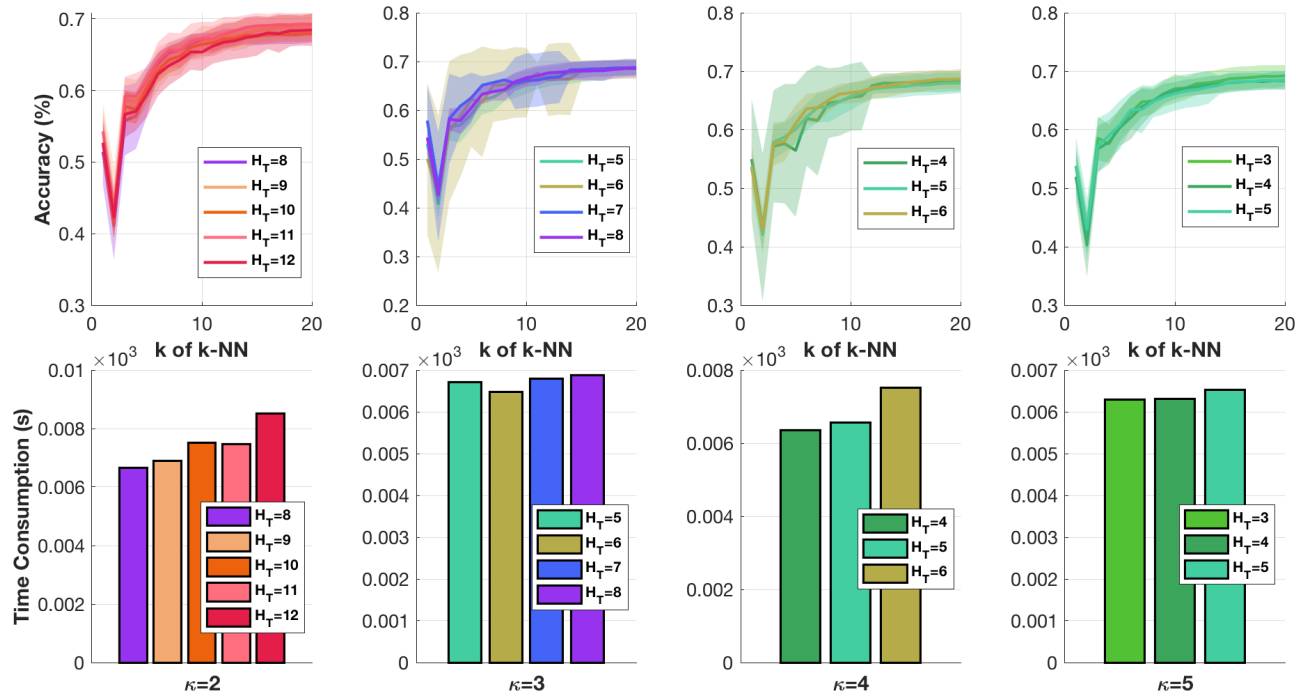 Accuracy (%)
0.7
0.6
0.5
0.4
0.3
0
10
20
k of k-NN
H_T=8
H_T=9
H_T=10
H_T=11
H_T=12
0.8
0.7
0.6
0.5
0.4
0.3
0.2
0
10
20
k of k-NN
H_T=5
H_T=6
H_T=7
H_T=8
0.8
0.7
0.6
0.5
0.4
0.3
0
10
20
k of k-NN
H_T=4
H_T=5
H_T=6
0.8
0.7
0.6
0.5
0.4
0.3
0
10
20
k of k-NN
H_T=3
H_T=4
H_T=5
Time Consumption (s)
×10³
0.01
0.008
0.006
0.004
0.002
0
H_T=8
H_T=9
H_T=10
H_T=11
H_T=12
κ=2
×10³
0.007
0.006
0.005
0.004
0.003
0.002
0.001
0
H_T=5
H_T=6
H_T=7
H_T=8
κ=3
×10³
0.008
0.006
0.004
0.002
0
H_T=4
H_T=5
H_T=6
κ=4
×10³
0.007
0.006
0.005
0.004
0.003
0.002
0.001
0
H_T=3
H_T=4
H_T=5
κ=5